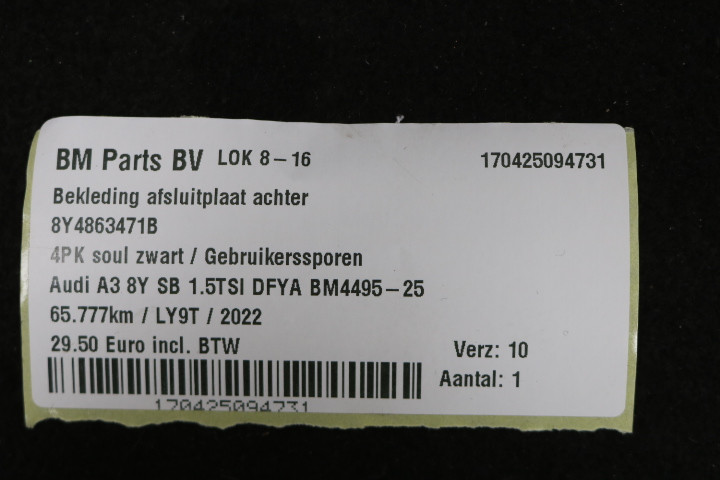 BM Parts BV LOK 8-16 170425094731
Bekleding afsluitplaat achter
8Y4863471B
4PK soul zwart / Gebruikerssporen
Audi A3 8Y SB 1.5TSI DFYA BM4495-25
65.777km / LY9T / 2022
29.50 Euro incl. BTW Verz: 10
Aantal: 1
170425094731